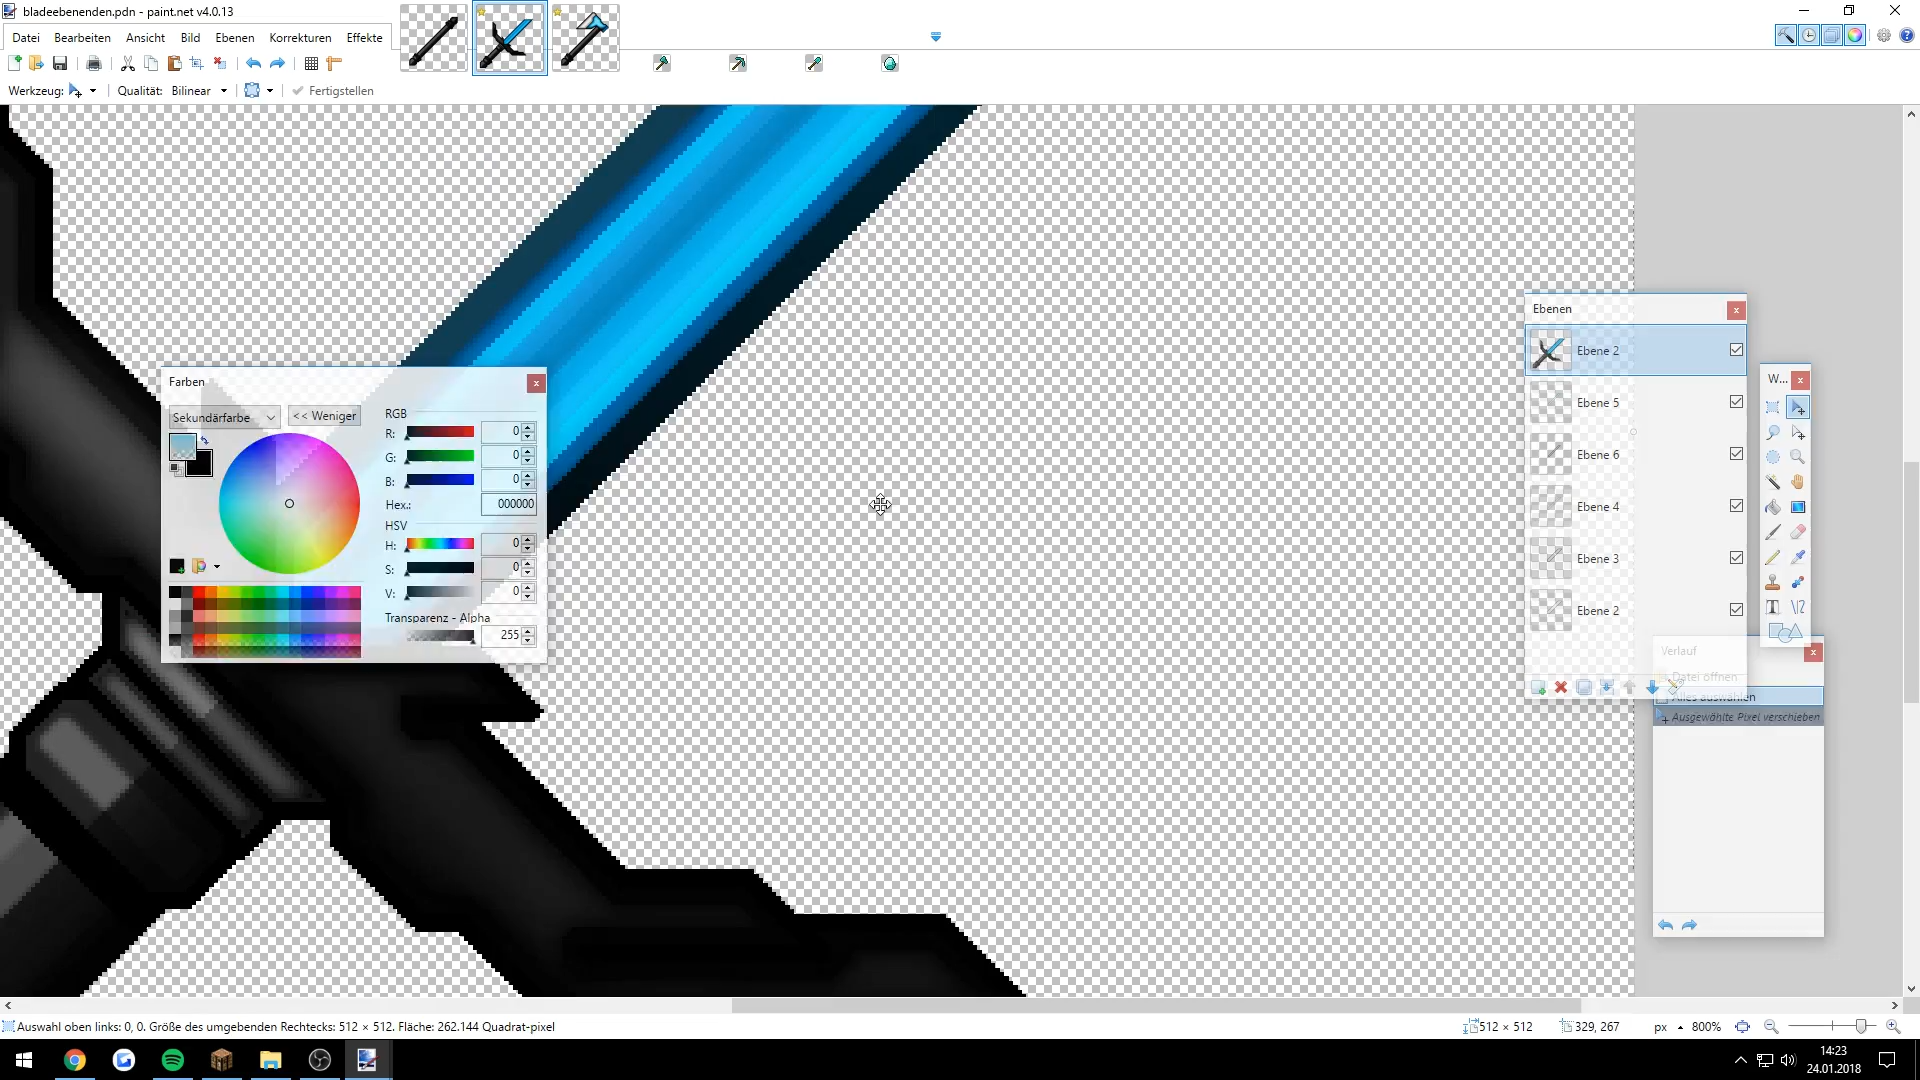 bladeebenenden.pdn - paint.net v4.0.13
Datei Bearbeiten Ansicht Bild Ebenen Korrekturen Effekte
Werkzeug: Qualität: Bilinear Fertigstellen
Farben
Sekundärfarbe << Weniger
RGB
R: 0
G: 0
B: 0
Hex.: 000000
HSV
H: 0
S: 0
V: 0
Transparenz - Alpha
255
Ebenen
Ebene 2
Ebene 5
Ebene 6
Ebene 4
Ebene 3
Ebene 2
W...
Verlauf
Datei öffnen
Alles auswählen
Ausgewählte Pixel verschieben
Auswahl oben links: 0, 0. Größe des umgebenden Rechtecks: 512 × 512. Fläche: 262.144 Quadrat-pixel
512 × 512 329, 267 px 800%
14:23
24.01.2018